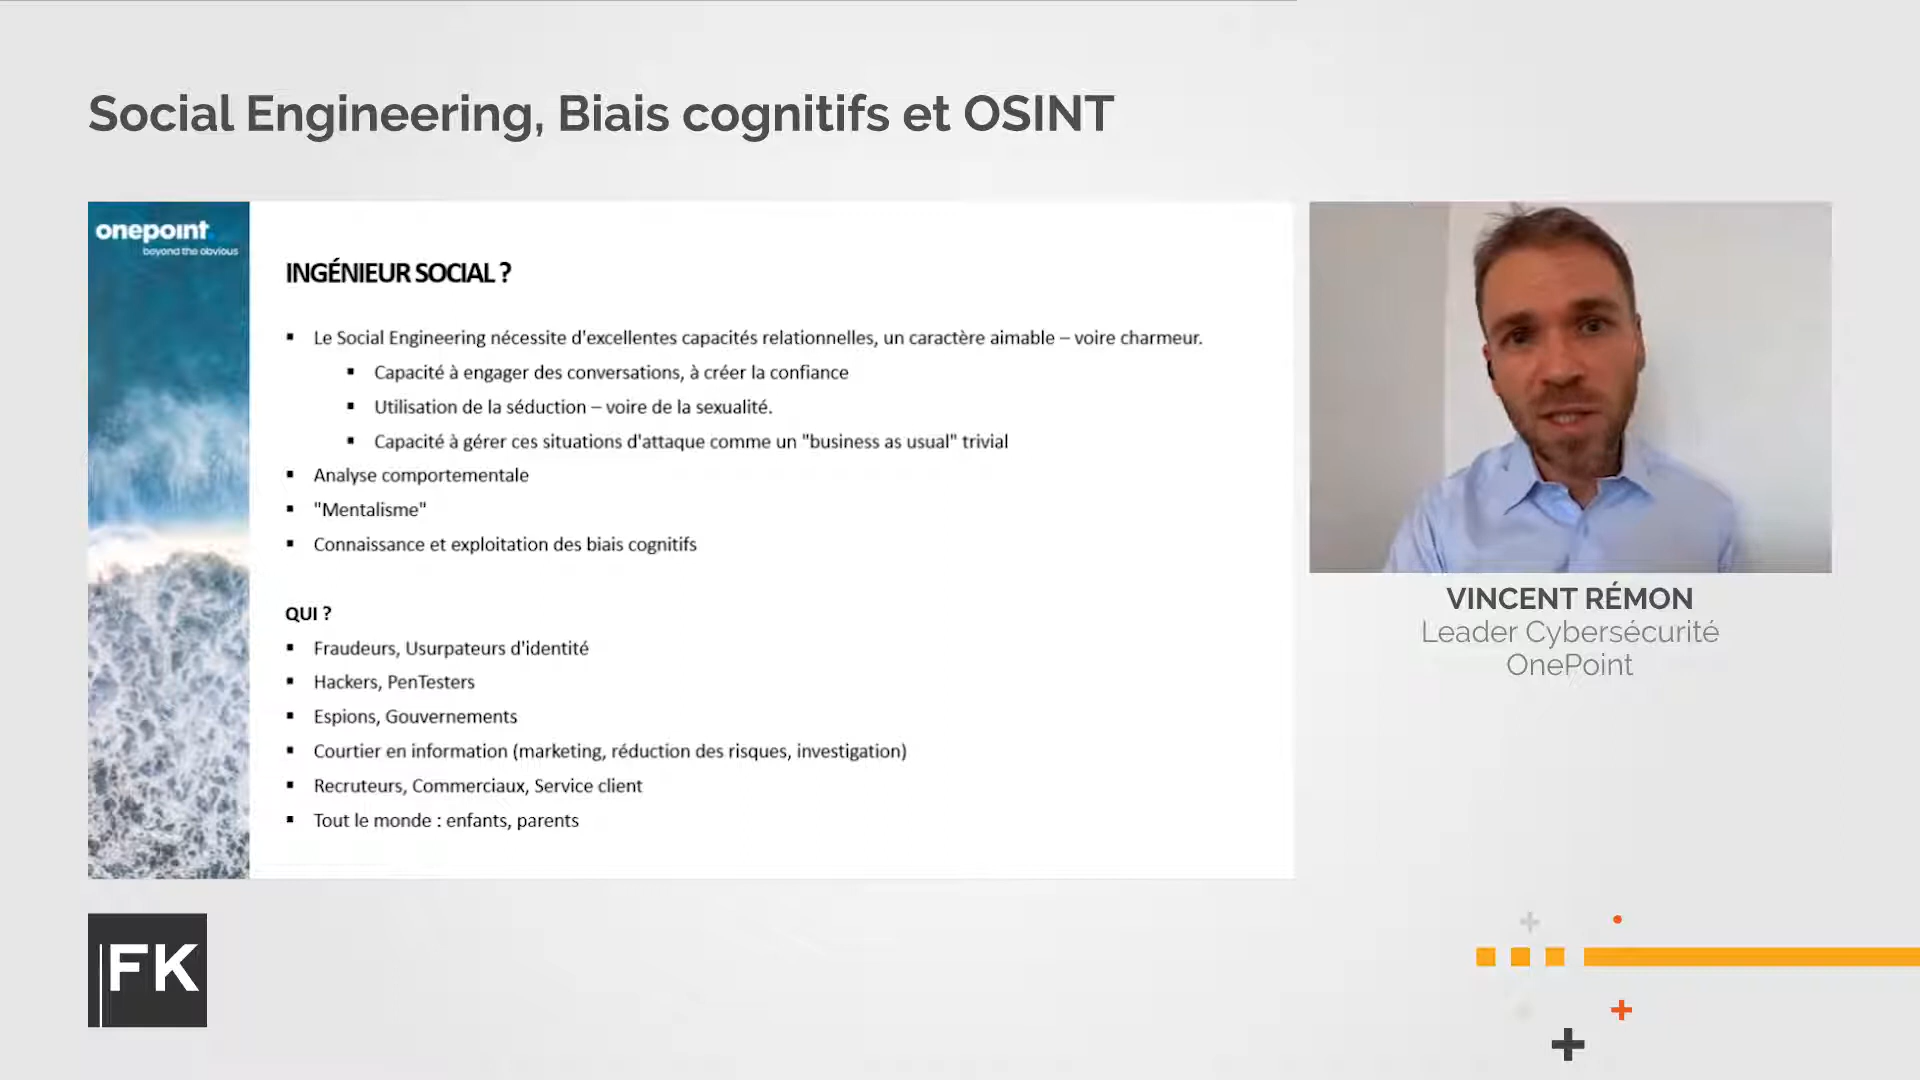 Social Engineering, Biais cognitifs et OSINT
onepoint.
beyond the obvious
INGÉNIEUR SOCIAL ?
▪ Le Social Engineering nécessite d'excellentes capacités relationnelles, un caractère aimable – voire charmeur.
▪ Capacité à engager des conversations, à créer la confiance
▪ Utilisation de la séduction – voire de la sexualité.
▪ Capacité à gérer ces situations d'attaque comme un "business as usual" trivial
▪ Analyse comportementale
▪ "Mentalisme"
▪ Connaissance et exploitation des biais cognitifs
QUI ?
▪ Fraudeurs, Usurpateurs d'identité
▪ Hackers, PenTesters
▪ Espions, Gouvernements
▪ Courtier en information (marketing, réduction des risques, investigation)
▪ Recruteurs, Commerciaux, Service client
▪ Tout le monde : enfants, parents
VINCENT RÉMON
Leader Cybersécurité
OnePoint
FK